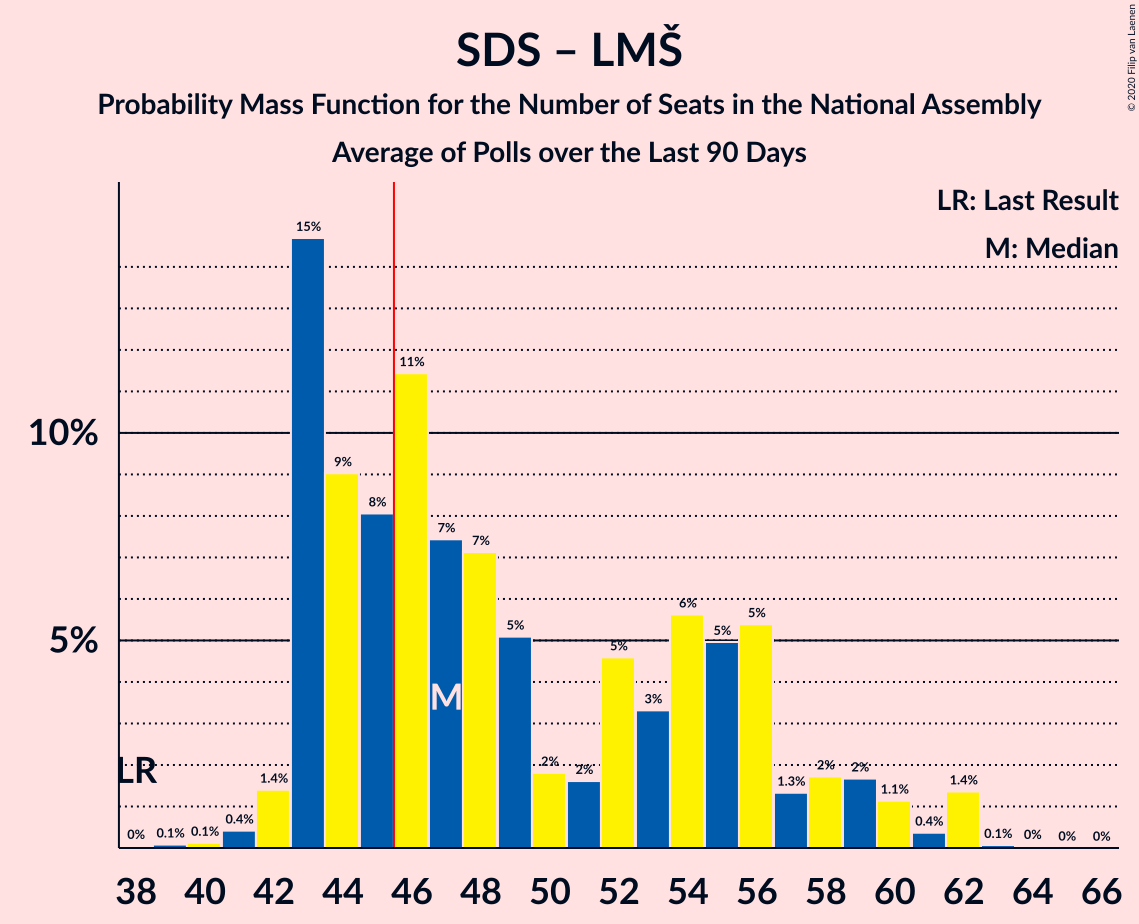 SDS – LMŠ
Probability Mass Function for the Number of Seats in the National Assembly
Average of Polls over the Last 90 Days
© 2020 Filip van Laenen
LR: Last Result
M: Median
10%
5%
LR
M
0% 0.1% 0.1% 0.4% 1.4% 15% 9% 8% 11% 7% 7% 5% 2% 2% 5% 3% 6% 5% 5% 1.3% 2% 2% 1.1% 0.4% 1.4% 0.1% 0% 0% 0%
38 40 42 44 46 48 50 52 54 56 58 60 62 64 66